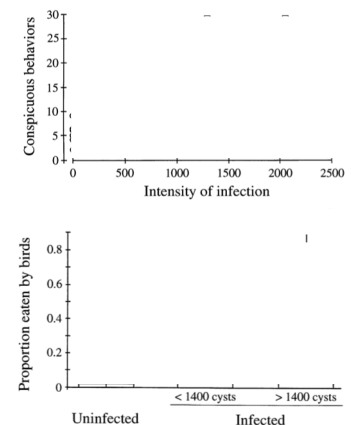 Conspicuous behaviors
30
25
20
15
10
5
0
0 500 1000 1500 2000 2500
Intensity of infection
Proportion eaten by birds
0.8
0.6
0.4
0.2
0
< 1400 cysts > 1400 cysts
Uninfected Infected